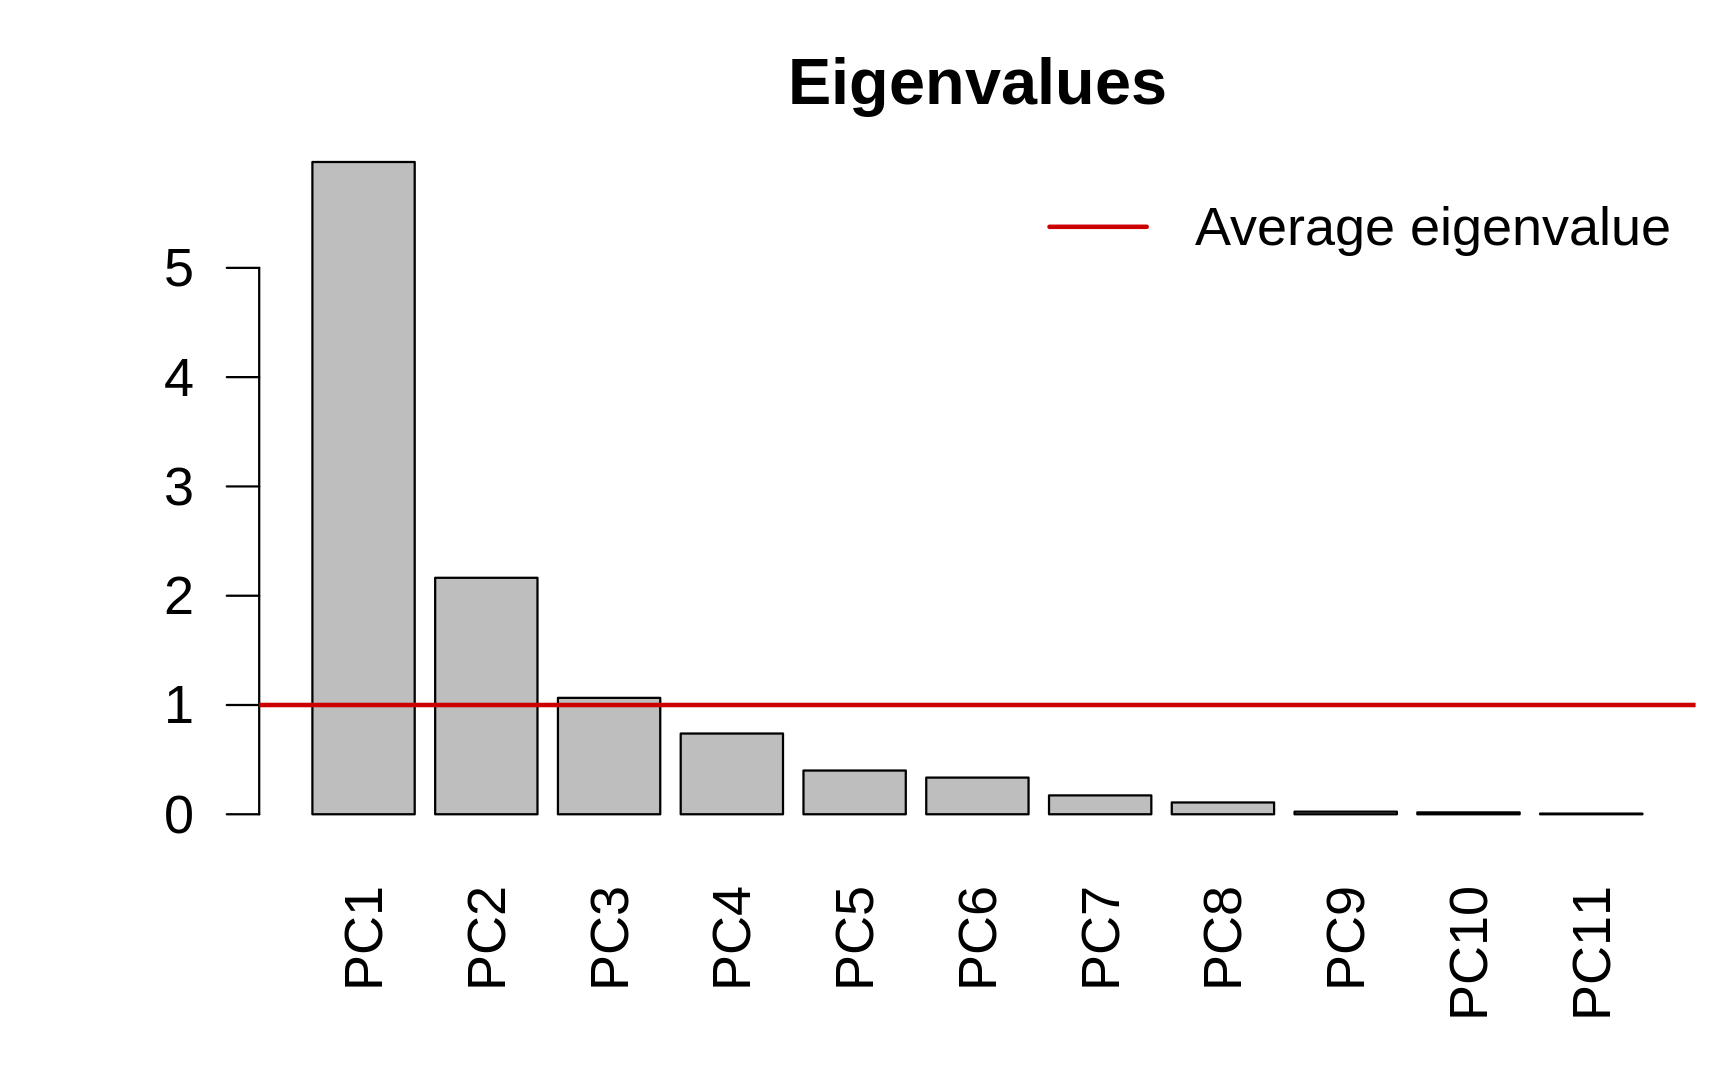 Eigenvalues
Average eigenvalue
5
4
3
2
1
0
PC1
PC2
PC3
PC4
PC5
PC6
PC7
PC8
PC9
PC10
PC11